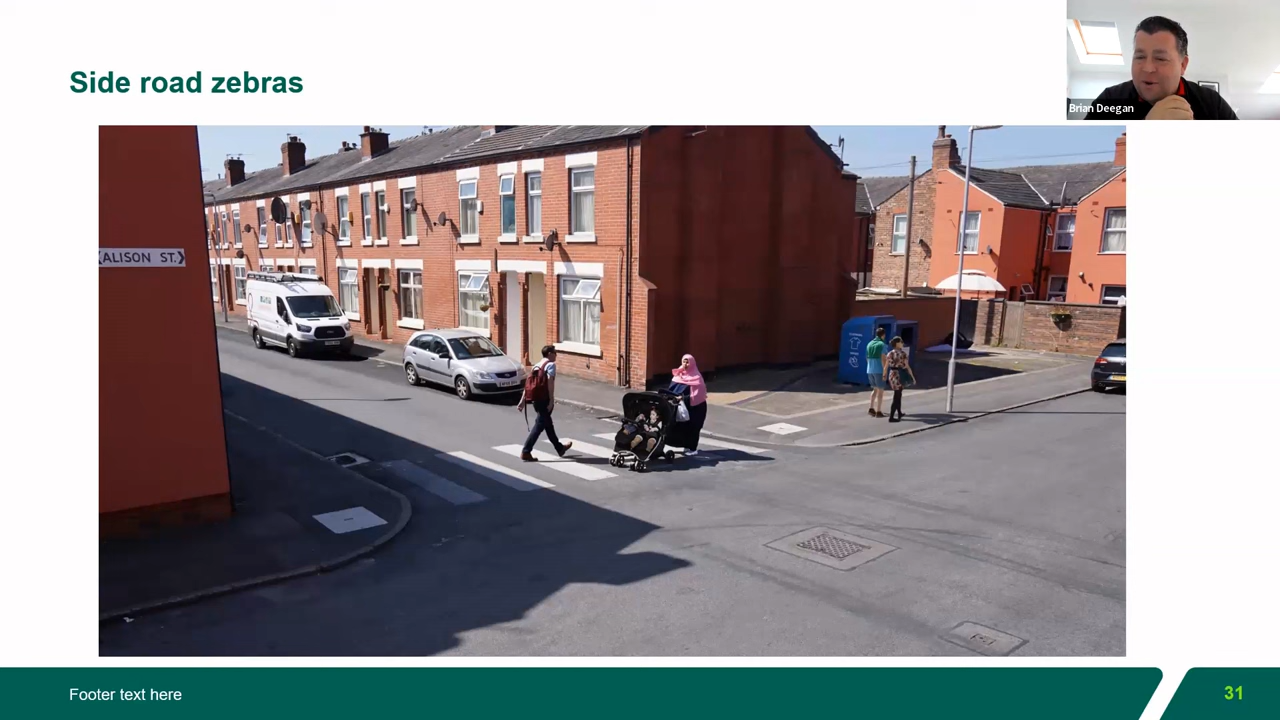 Side road zebras
Brian Deegan
ALISON ST.
Footer text here
31